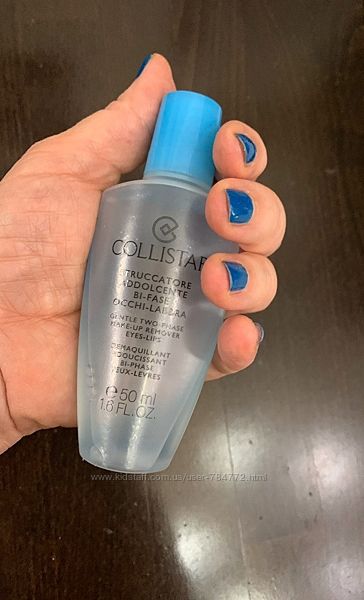 COLLISTAR
STRUCCATORE
ADDOLCENTE
BI-FASE
OCCHI-LABBRA
GENTLE TWO-PHASE
MAKE-UP REMOVER
EYES-LIPS
DÉMAQUILLANT
ADOUCISSANT
BI-PHASE
YEUX-LÈVRES
e 50 ml
1.6 FL.OZ.
www.kidstaff.com.ua/user-784772.html